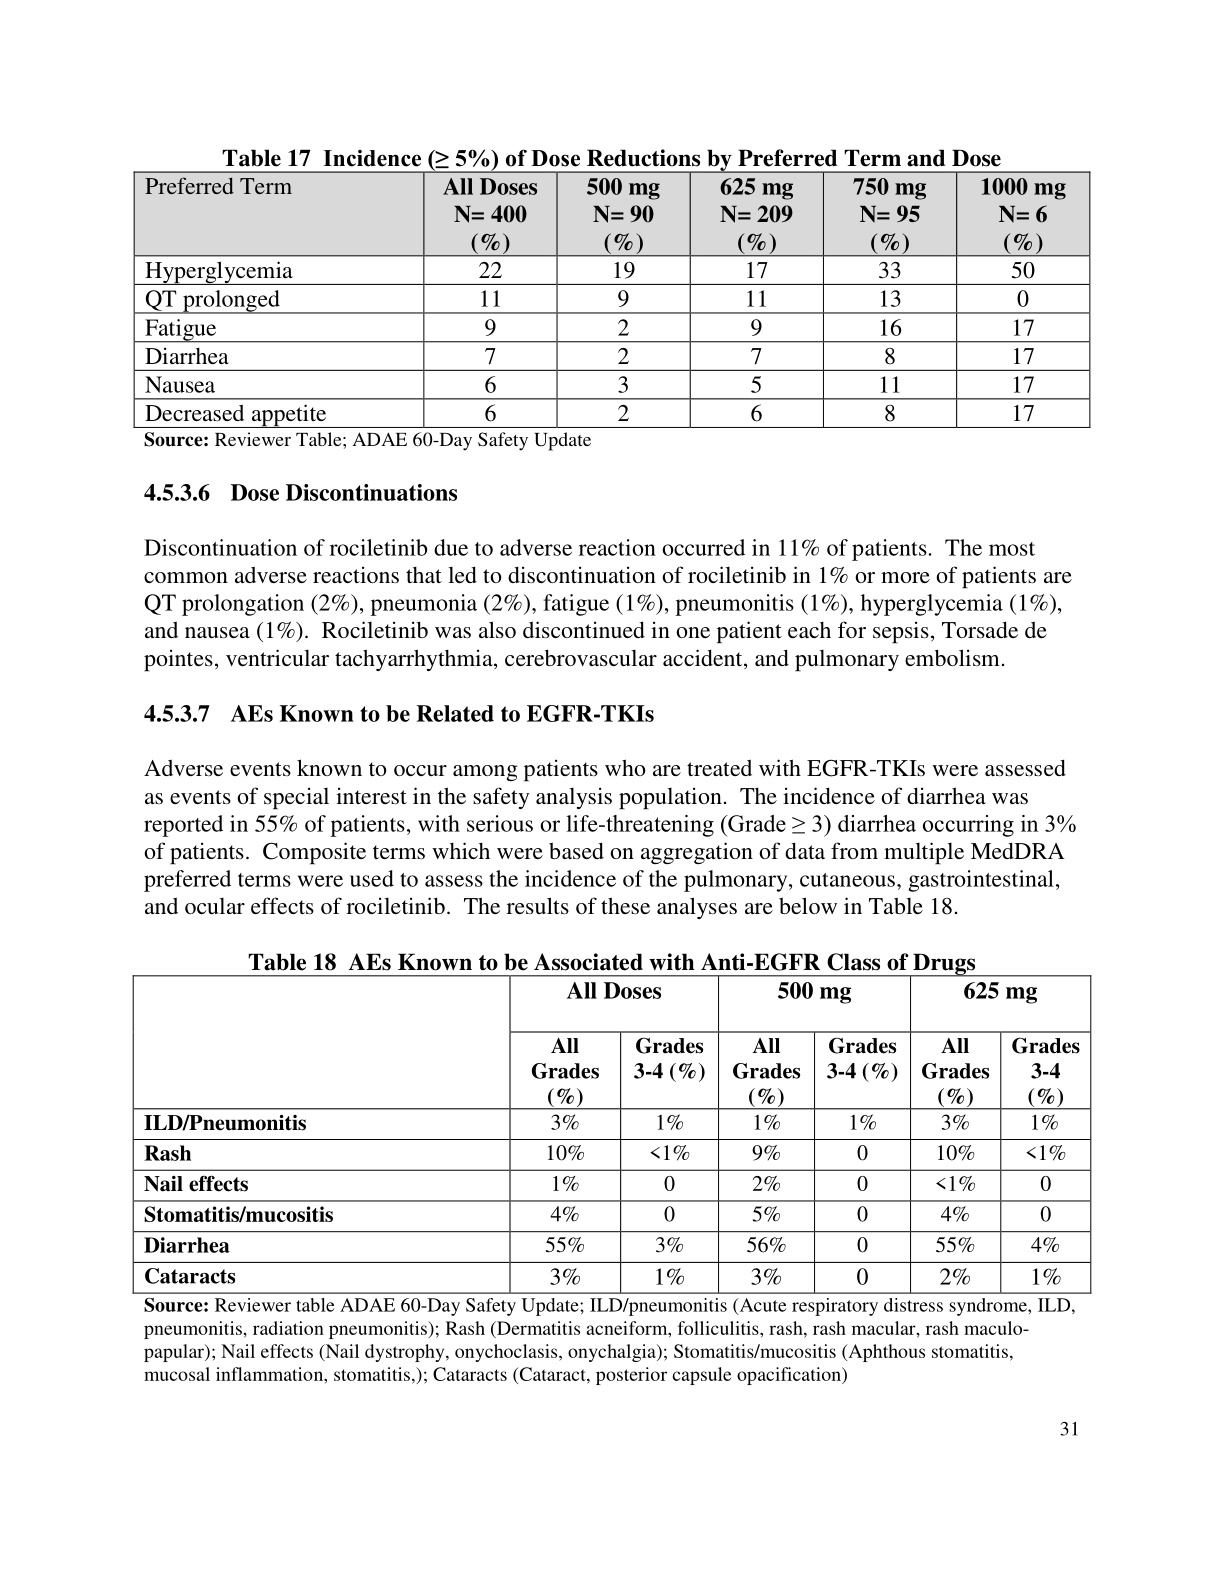 Table 17  Incidence (≥ 5%) of Dose Reductions by Preferred Term and Dose
Preferred Term All Doses 500 mg 625 mg 750 mg 1000 mg
N= 400 N= 90 N= 209 N= 95 N= 6
(%) (%) (%) (%) (%)
Hyperglycemia 22 19 17 33 50
QT prolonged 11 9 11 13 0
Fatigue 9 2 9 16 17
Diarrhea 7 2 7 8 17
Nausea 6 3 5 11 17
Decreased appetite 6 2 6 8 17
Source: Reviewer Table; ADAE 60-Day Safety Update
4.5.3.6 Dose Discontinuations
Discontinuation of rociletinib due to adverse reaction occurred in 11% of patients.  The most
common adverse reactions that led to discontinuation of rociletinib in 1% or more of patients are
QT prolongation (2%), pneumonia (2%), fatigue (1%), pneumonitis (1%), hyperglycemia (1%),
and nausea (1%).  Rociletinib was also discontinued in one patient each for sepsis, Torsade de
pointes, ventricular tachyarrhythmia, cerebrovascular accident, and pulmonary embolism.
4.5.3.7 AEs Known to be Related to EGFR-TKIs
Adverse events known to occur among patients who are treated with EGFR-TKIs were assessed
as events of special interest in the safety analysis population.  The incidence of diarrhea was
reported in 55% of patients, with serious or life-threatening (Grade ≥ 3) diarrhea occurring in 3%
of patients.  Composite terms which were based on aggregation of data from multiple MedDRA
preferred terms were used to assess the incidence of the pulmonary, cutaneous, gastrointestinal,
and ocular effects of rociletinib.  The results of these analyses are below in Table 18.
Table 18  AEs Known to be Associated with Anti-EGFR Class of Drugs
All Doses 500 mg 625 mg
All Grades All Grades All Grades
Grades 3-4 (%) Grades 3-4 (%) Grades 3-4
(%) (%) (%) (%)
ILD/Pneumonitis 3% 1% 1% 1% 3% 1%
Rash 10% <1% 9% 0 10% <1%
Nail effects 1% 0 2% 0 <1% 0
Stomatitis/mucositis 4% 0 5% 0 4% 0
Diarrhea 55% 3% 56% 0 55% 4%
Cataracts 3% 1% 3% 0 2% 1%
Source: Reviewer table ADAE 60-Day Safety Update; ILD/pneumonitis (Acute respiratory distress syndrome, ILD,
pneumonitis, radiation pneumonitis); Rash (Dermatitis acneiform, folliculitis, rash, rash macular, rash maculo-
papular); Nail effects (Nail dystrophy, onychoclasis, onychalgia); Stomatitis/mucositis (Aphthous stomatitis,
mucosal inflammation, stomatitis,); Cataracts (Cataract, posterior capsule opacification)
31